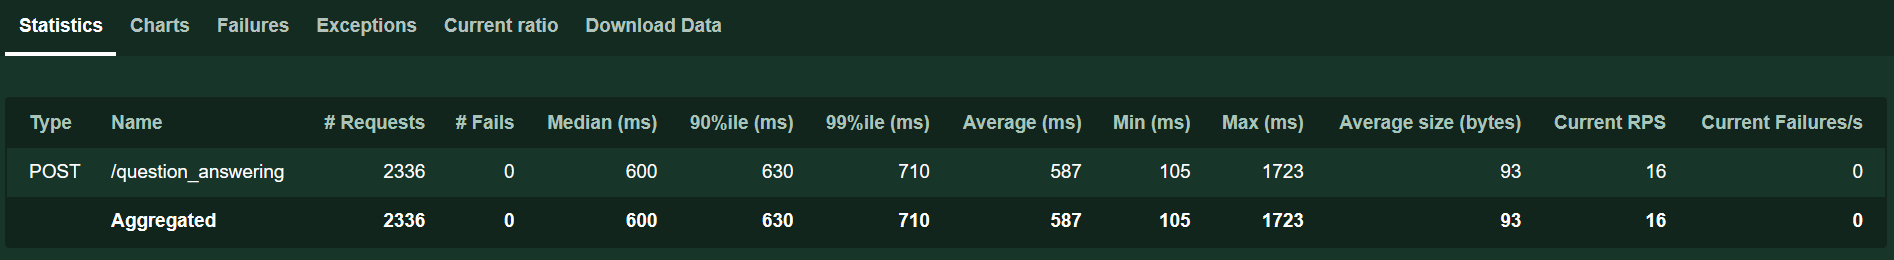 Statistics Charts Failures Exceptions Current ratio Download Data
Type Name # Requests # Fails Median (ms) 90%ile (ms) 99%ile (ms) Average (ms) Min (ms) Max (ms) Average size (bytes) Current RPS Current Failures/s
POST /question_answering 2336 0 600 630 710 587 105 1723 93 16 0
Aggregated 2336 0 600 630 710 587 105 1723 93 16 0